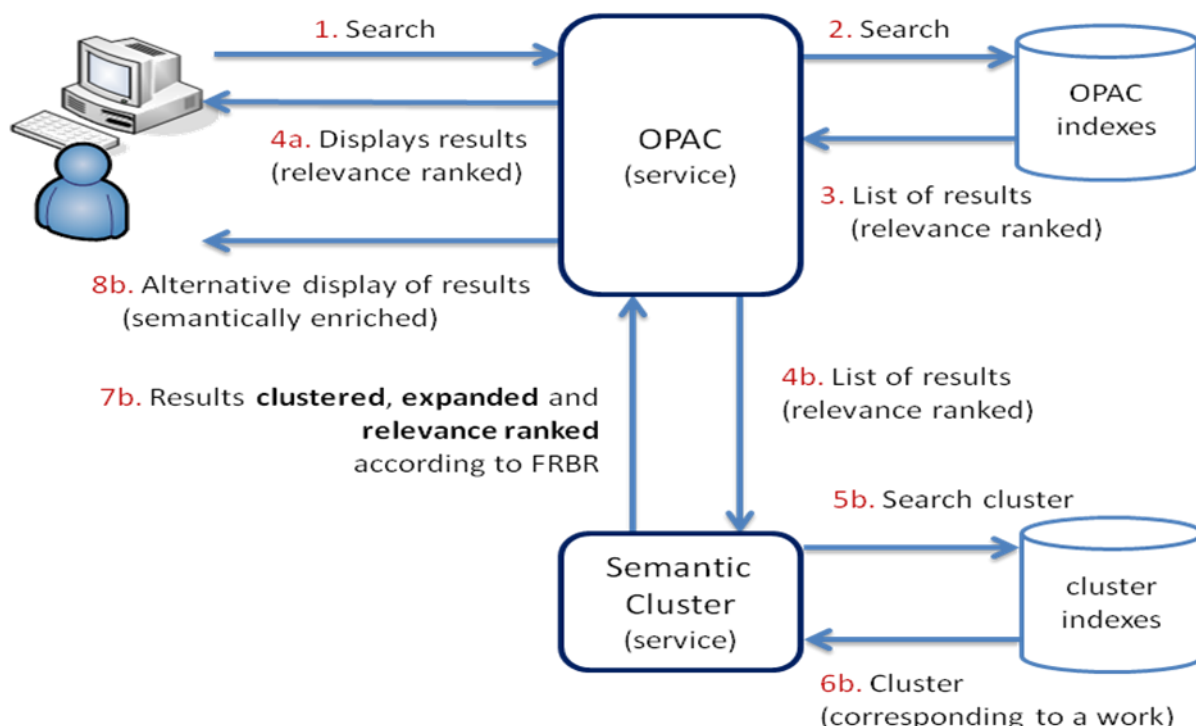 1. Search
2. Search
OPAC
indexes
OPAC
(service)
4a. Displays results
(relevance ranked)
3. List of results
(relevance ranked)
8b. Alternative display of results
(semantically enriched)
7b. Results clustered, expanded and
relevance ranked
according to FRBR
4b. List of results
(relevance ranked)
5b. Search cluster
Semantic
Cluster
(service)
cluster
indexes
6b. Cluster
(corresponding to a work)